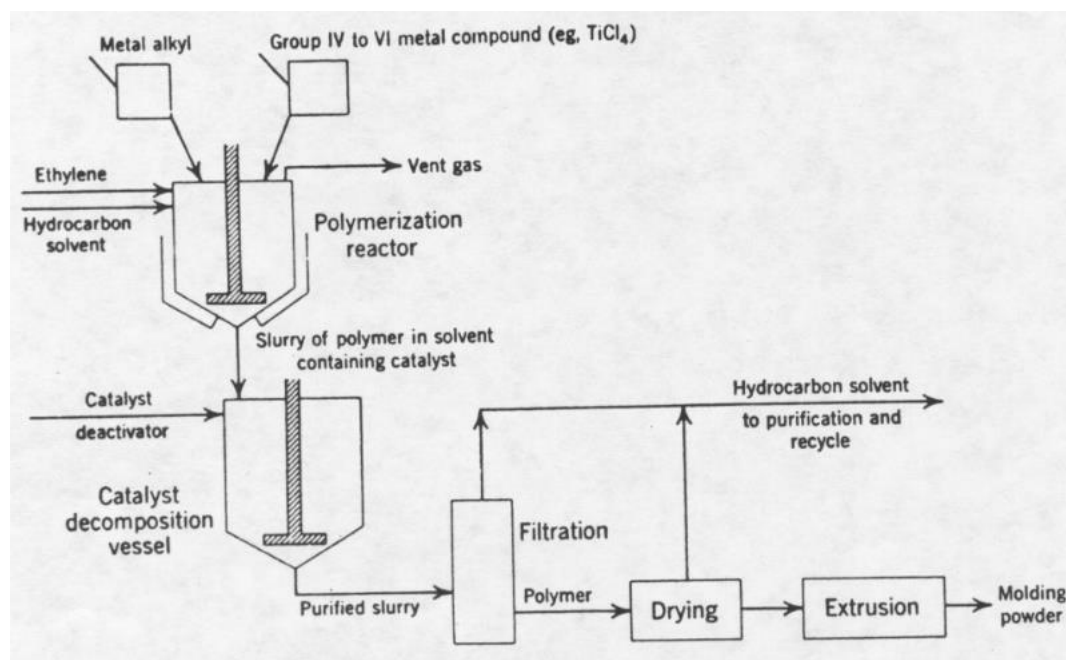 Metal alkyl
Group IV to VI metal compound (eg, TiCl₄)
Vent gas
Ethylene
Hydrocarbon
solvent
Polymerization
reactor
Slurry of polymer in solvent
containing catalyst
Catalyst
deactivator
Hydrocarbon solvent
to purification and
recycle
Catalyst
decomposition
vessel
Filtration
Purified slurry
Polymer
Drying
Extrusion
Molding
powder